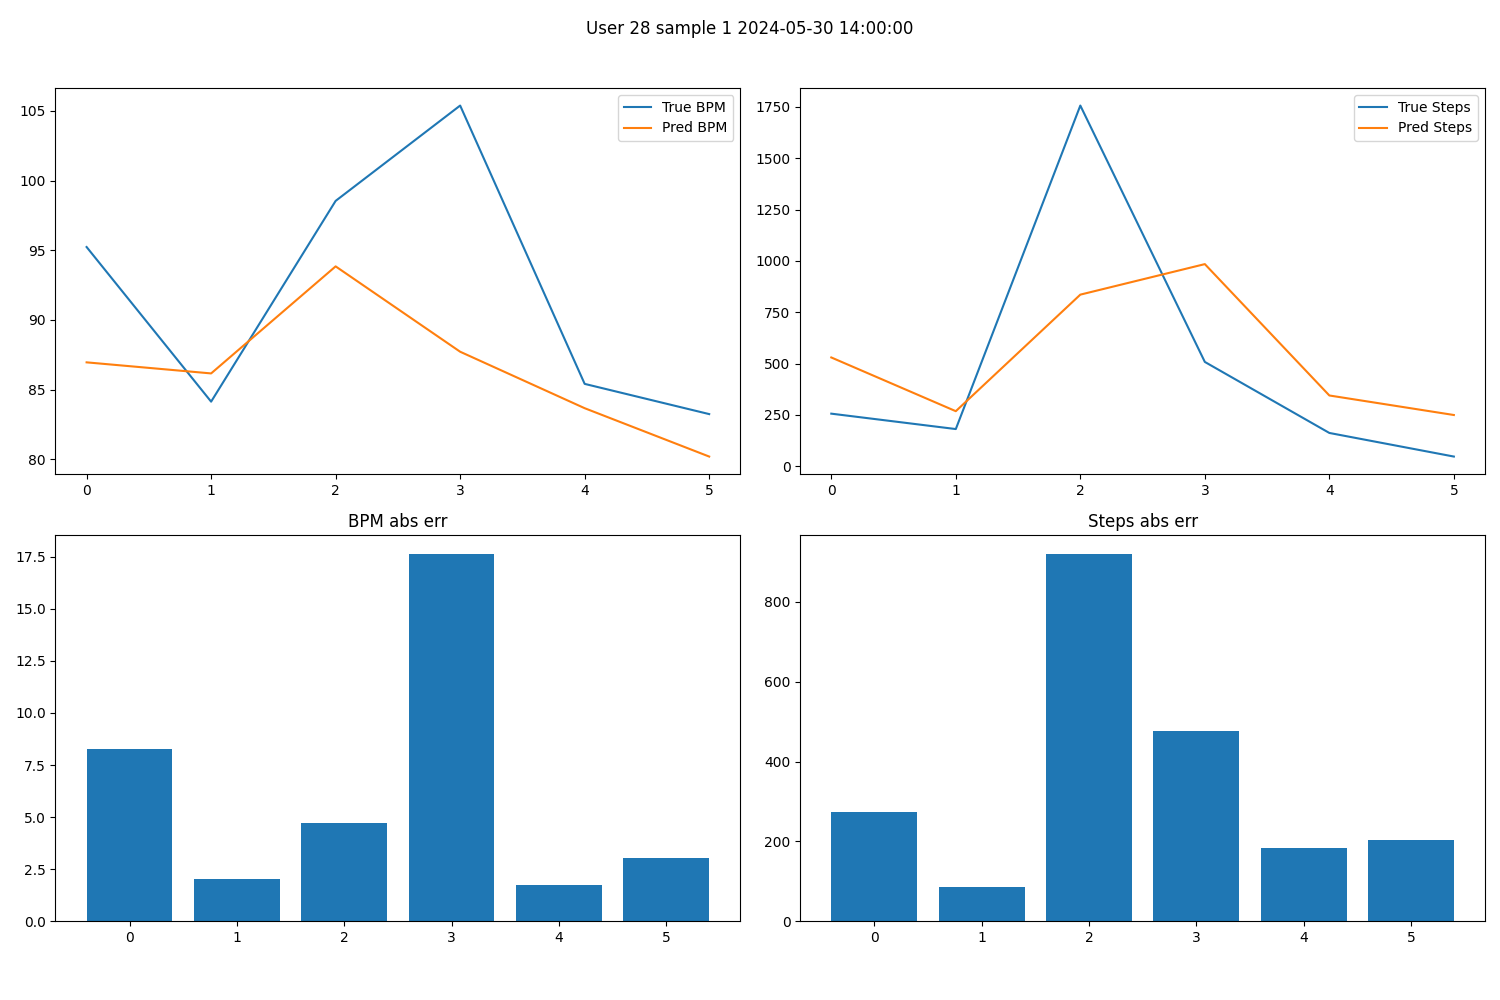 User 28 sample 1 2024-05-30 14:00:00
105
100
95
90
85
80
0 1 2 3 4 5
True BPM
Pred BPM
1750
1500
1250
1000
750
500
250
0
0 1 2 3 4 5
True Steps
Pred Steps
BPM abs err
17.5
15.0
12.5
10.0
7.5
5.0
2.5
0.0
0 1 2 3 4 5
Steps abs err
800
600
400
200
0
0 1 2 3 4 5